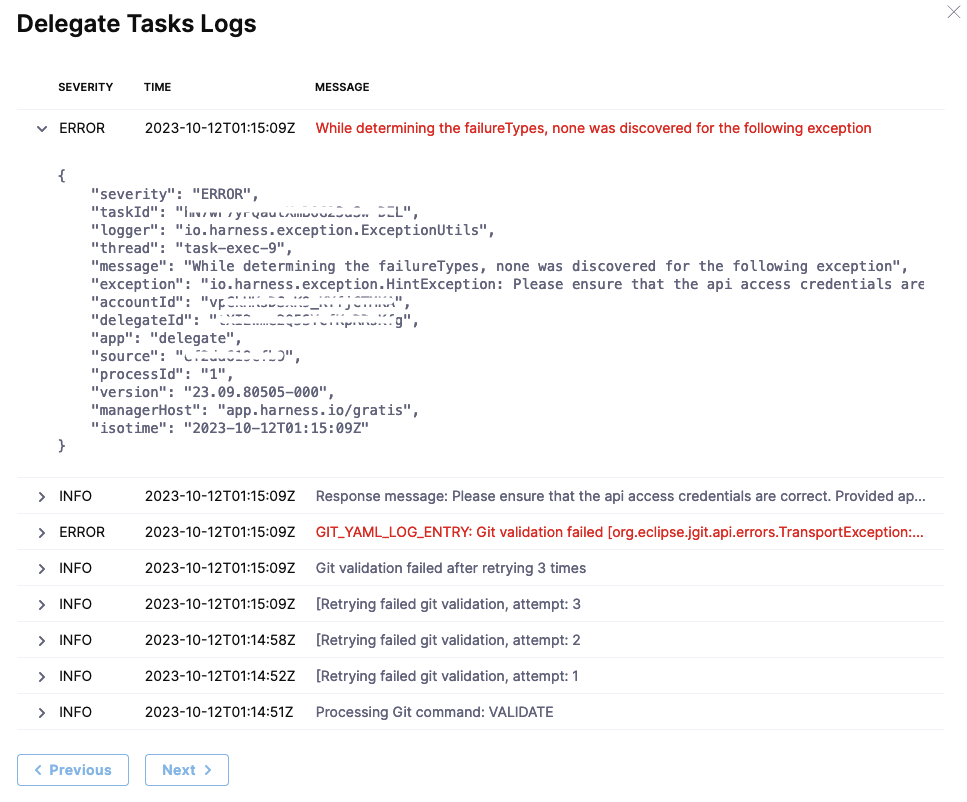 Delegate Tasks Logs
SEVERITY TIME MESSAGE
ERROR 2023-10-12T01:15:09Z While determining the failureTypes, none was discovered for the following exception
{
"severity": "ERROR",
"taskId":
"logger": "io.harness.exception.ExceptionUtils",
"thread": "task-exec-9",
"message": "While determining the failureTypes, none was discovered for the following exception",
"exception": "io.harness.exception.HintException: Please ensure that the api access credentials are
"accountId":
"delegateId":
"app": "delegate",
"source":
"processId": "1",
"version": "23.09.80505-000",
"managerHost": "app.harness.io/gratis",
"isotime": "2023-10-12T01:15:09Z"
}
INFO 2023-10-12T01:15:09Z Response message: Please ensure that the api access credentials are correct. Provided ap...
ERROR 2023-10-12T01:15:09Z GIT_YAML_LOG_ENTRY: Git validation failed [org.eclipse.jgit.api.errors.TransportException:...
INFO 2023-10-12T01:15:09Z Git validation failed after retrying 3 times
INFO 2023-10-12T01:15:09Z [Retrying failed git validation, attempt: 3
INFO 2023-10-12T01:14:58Z [Retrying failed git validation, attempt: 2
INFO 2023-10-12T01:14:52Z [Retrying failed git validation, attempt: 1
INFO 2023-10-12T01:14:51Z Processing Git command: VALIDATE
Previous Next